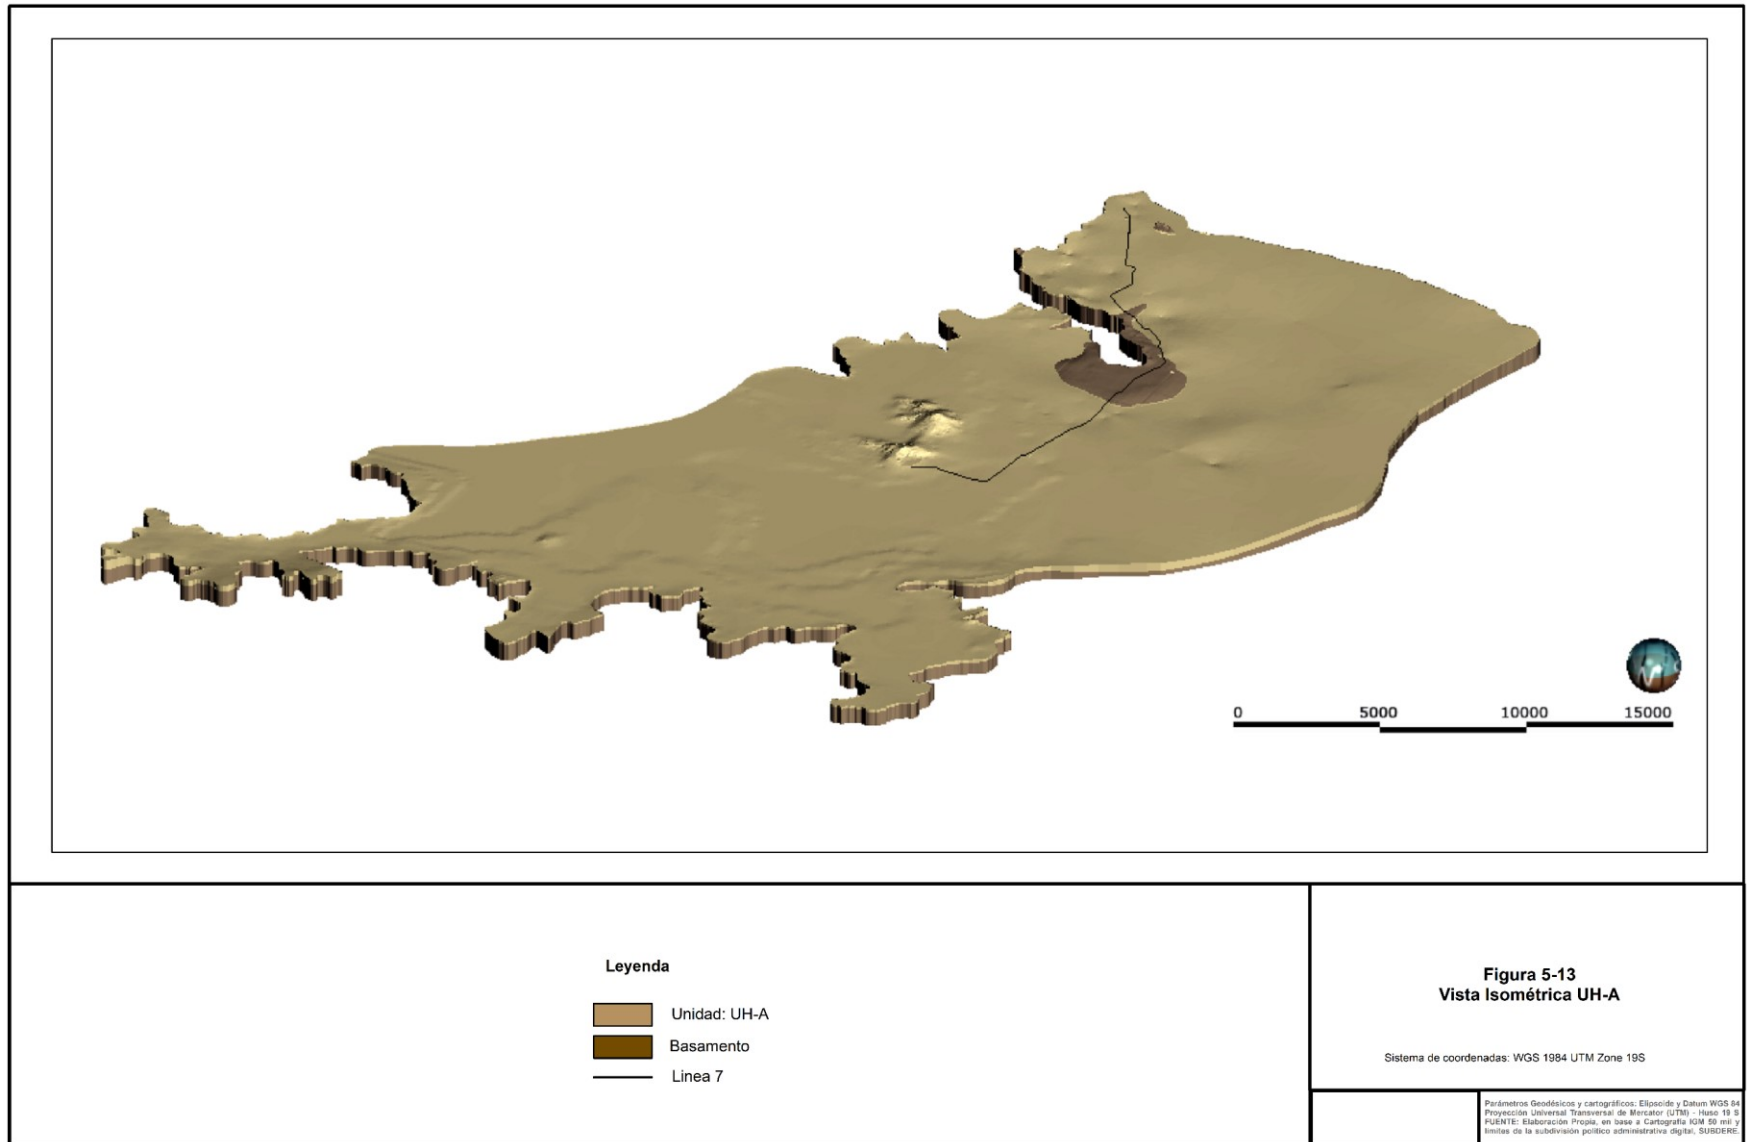 0 5000 10000 15000
Leyenda
Unidad: UH-A
Basamento
Linea 7
Figura 5-13
Vista Isométrica UH-A
Sistema de coordenadas: WGS 1984 UTM Zone 19S
Parámetros Geodésicos y cartográficos: Elipsoide y Datum WGS 84
Proyección Universal Transversal de Mercator (UTM) - Huso 19 S
FUENTE: Elaboración Propia, en base a Cartografía IGM 50 mil y
límites de la subdivisión político administrativa digital, SUBDERE.